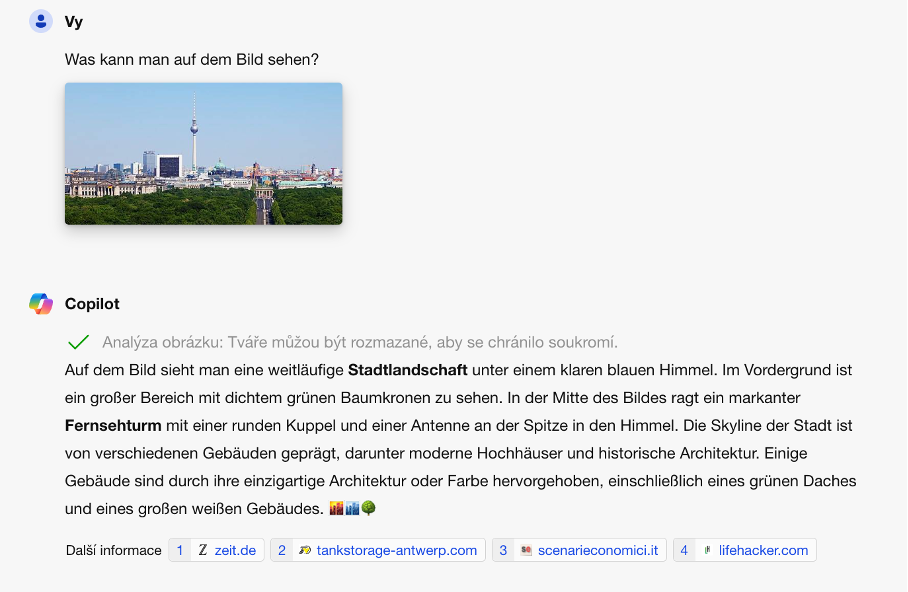 Vy
Was kann man auf dem Bild sehen?
Copilot
Analýza obrázku: Tváře můžou být rozmazané, aby se chránilo soukromí.
Auf dem Bild sieht man eine weitläufige Stadtlandschaft unter einem klaren blauen Himmel. Im Vordergrund ist
ein großer Bereich mit dichtem grünen Baumkronen zu sehen. In der Mitte des Bildes ragt ein markanter
Fernsehturm mit einer runden Kuppel und einer Antenne an der Spitze in den Himmel. Die Skyline der Stadt ist
von verschiedenen Gebäuden geprägt, darunter moderne Hochhäuser und historische Architektur. Einige
Gebäude sind durch ihre einzigartige Architektur oder Farbe hervorgehoben, einschließlich eines grünen Daches
und eines großen weißen Gebäudes. 🌇🏙️🌳
Další informace 1 Z zeit.de 2 tankstorage-antwerp.com 3 scenarieconomici.it 4 lifehacker.com